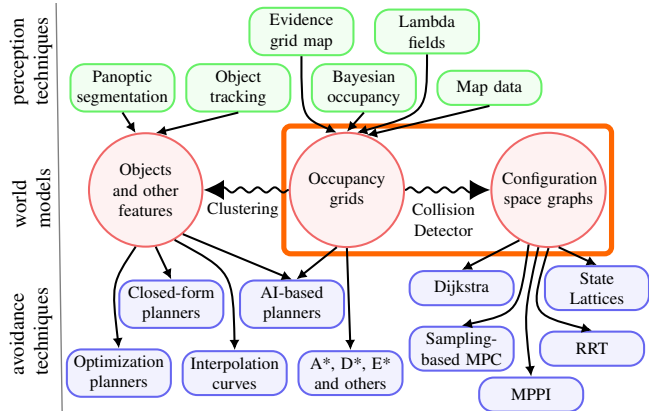 perception
techniques
Evidence
grid map
Lambda
fields
Panoptic
segmentation
Object
tracking
Bayesian
occupancy
Map data
world
models
Objects
and other
features
Clustering
Occupancy
grids
Collision
Detector
Configuration
space graphs
avoidance
techniques
Closed-form
planners
AI-based
planners
Dijkstra
State
Lattices
Optimization
planners
Interpolation
curves
A*, D*, E*
and others
Sampling-
based MPC
RRT
MPPI